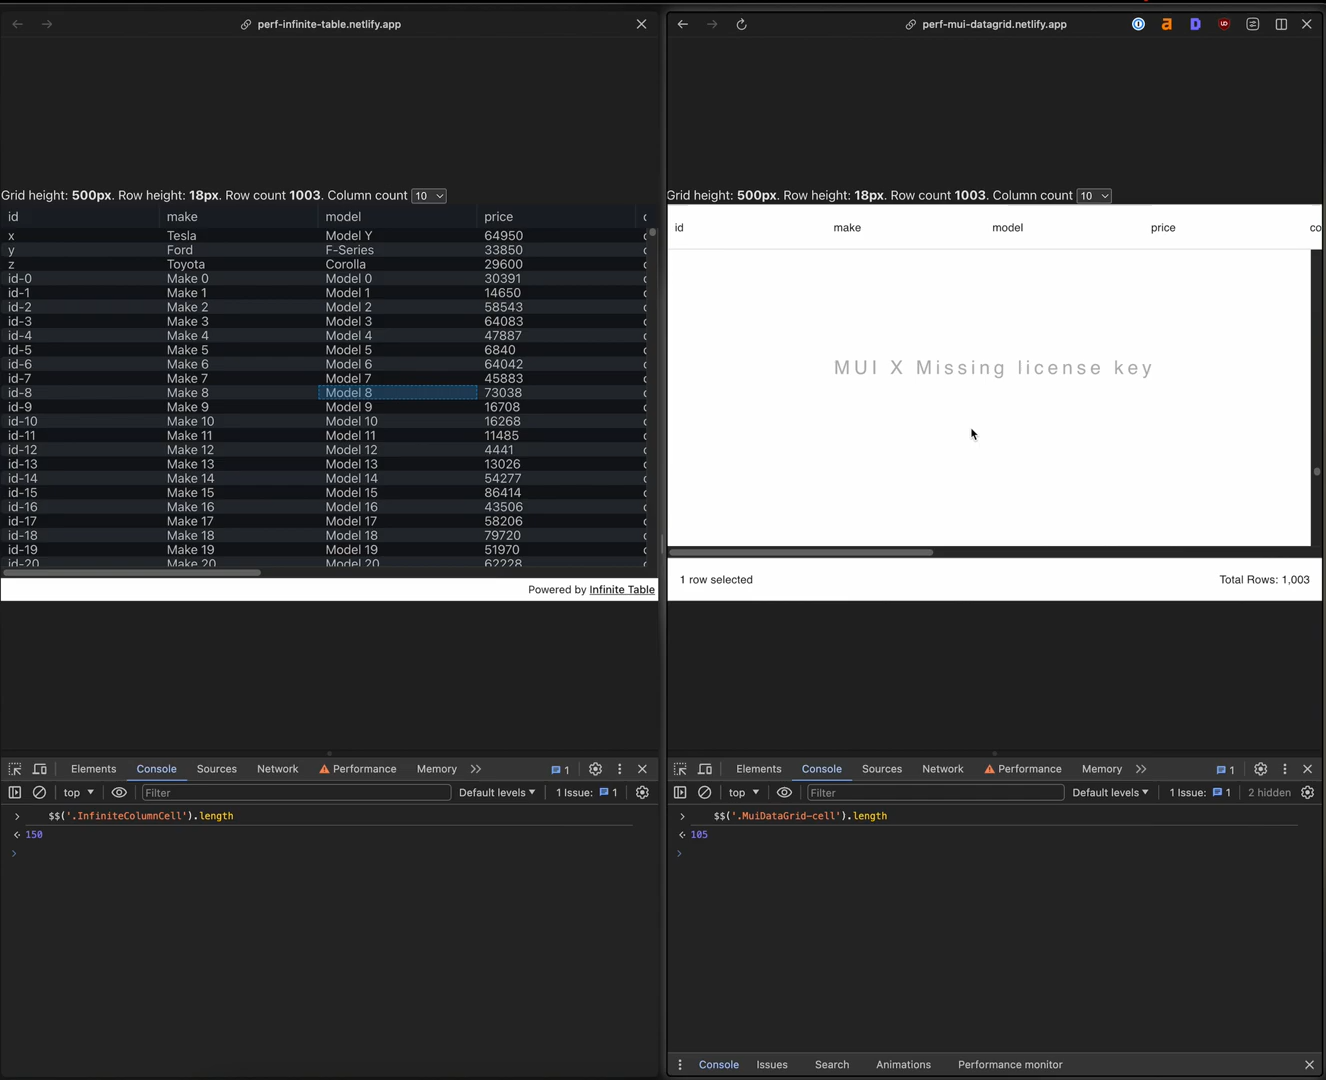 perf-infinite-table.netlify.app
Grid height: 500px. Row height: 18px. Row count 1003. Column count 10
id make model price
x Tesla Model Y 64950
y Ford F-Series 33850
z Toyota Corolla 29600
id-0 Make 0 Model 0 30391
id-1 Make 1 Model 1 14650
id-2 Make 2 Model 2 58543
id-3 Make 3 Model 3 64083
id-4 Make 4 Model 4 47887
id-5 Make 5 Model 5 6840
id-6 Make 6 Model 6 64042
id-7 Make 7 Model 7 45883
id-8 Make 8 Model 8 73038
id-9 Make 9 Model 9 16708
id-10 Make 10 Model 10 16268
id-11 Make 11 Model 11 11485
id-12 Make 12 Model 12 4441
id-13 Make 13 Model 13 13026
id-14 Make 14 Model 14 54277
id-15 Make 15 Model 15 86414
id-16 Make 16 Model 16 43506
id-17 Make 17 Model 17 58206
id-18 Make 18 Model 18 79720
id-19 Make 19 Model 19 51970
id-20 Make 20 Model 20 62228
Powered by Infinite Table
Elements Console Sources Network Performance Memory 1
top Filter Default levels 1 Issue: 1
$$('.InfiniteColumnCell').length
150
perf-mui-datagrid.netlify.app
Grid height: 500px. Row height: 18px. Row count 1003. Column count 10
id make model price co
MUI X Missing license key
1 row selected Total Rows: 1,003
Elements Console Sources Network Performance Memory 1
top Filter Default levels 1 Issue: 1 2 hidden
$$('.MuiDataGrid-cell').length
105
Console Issues Search Animations Performance monitor